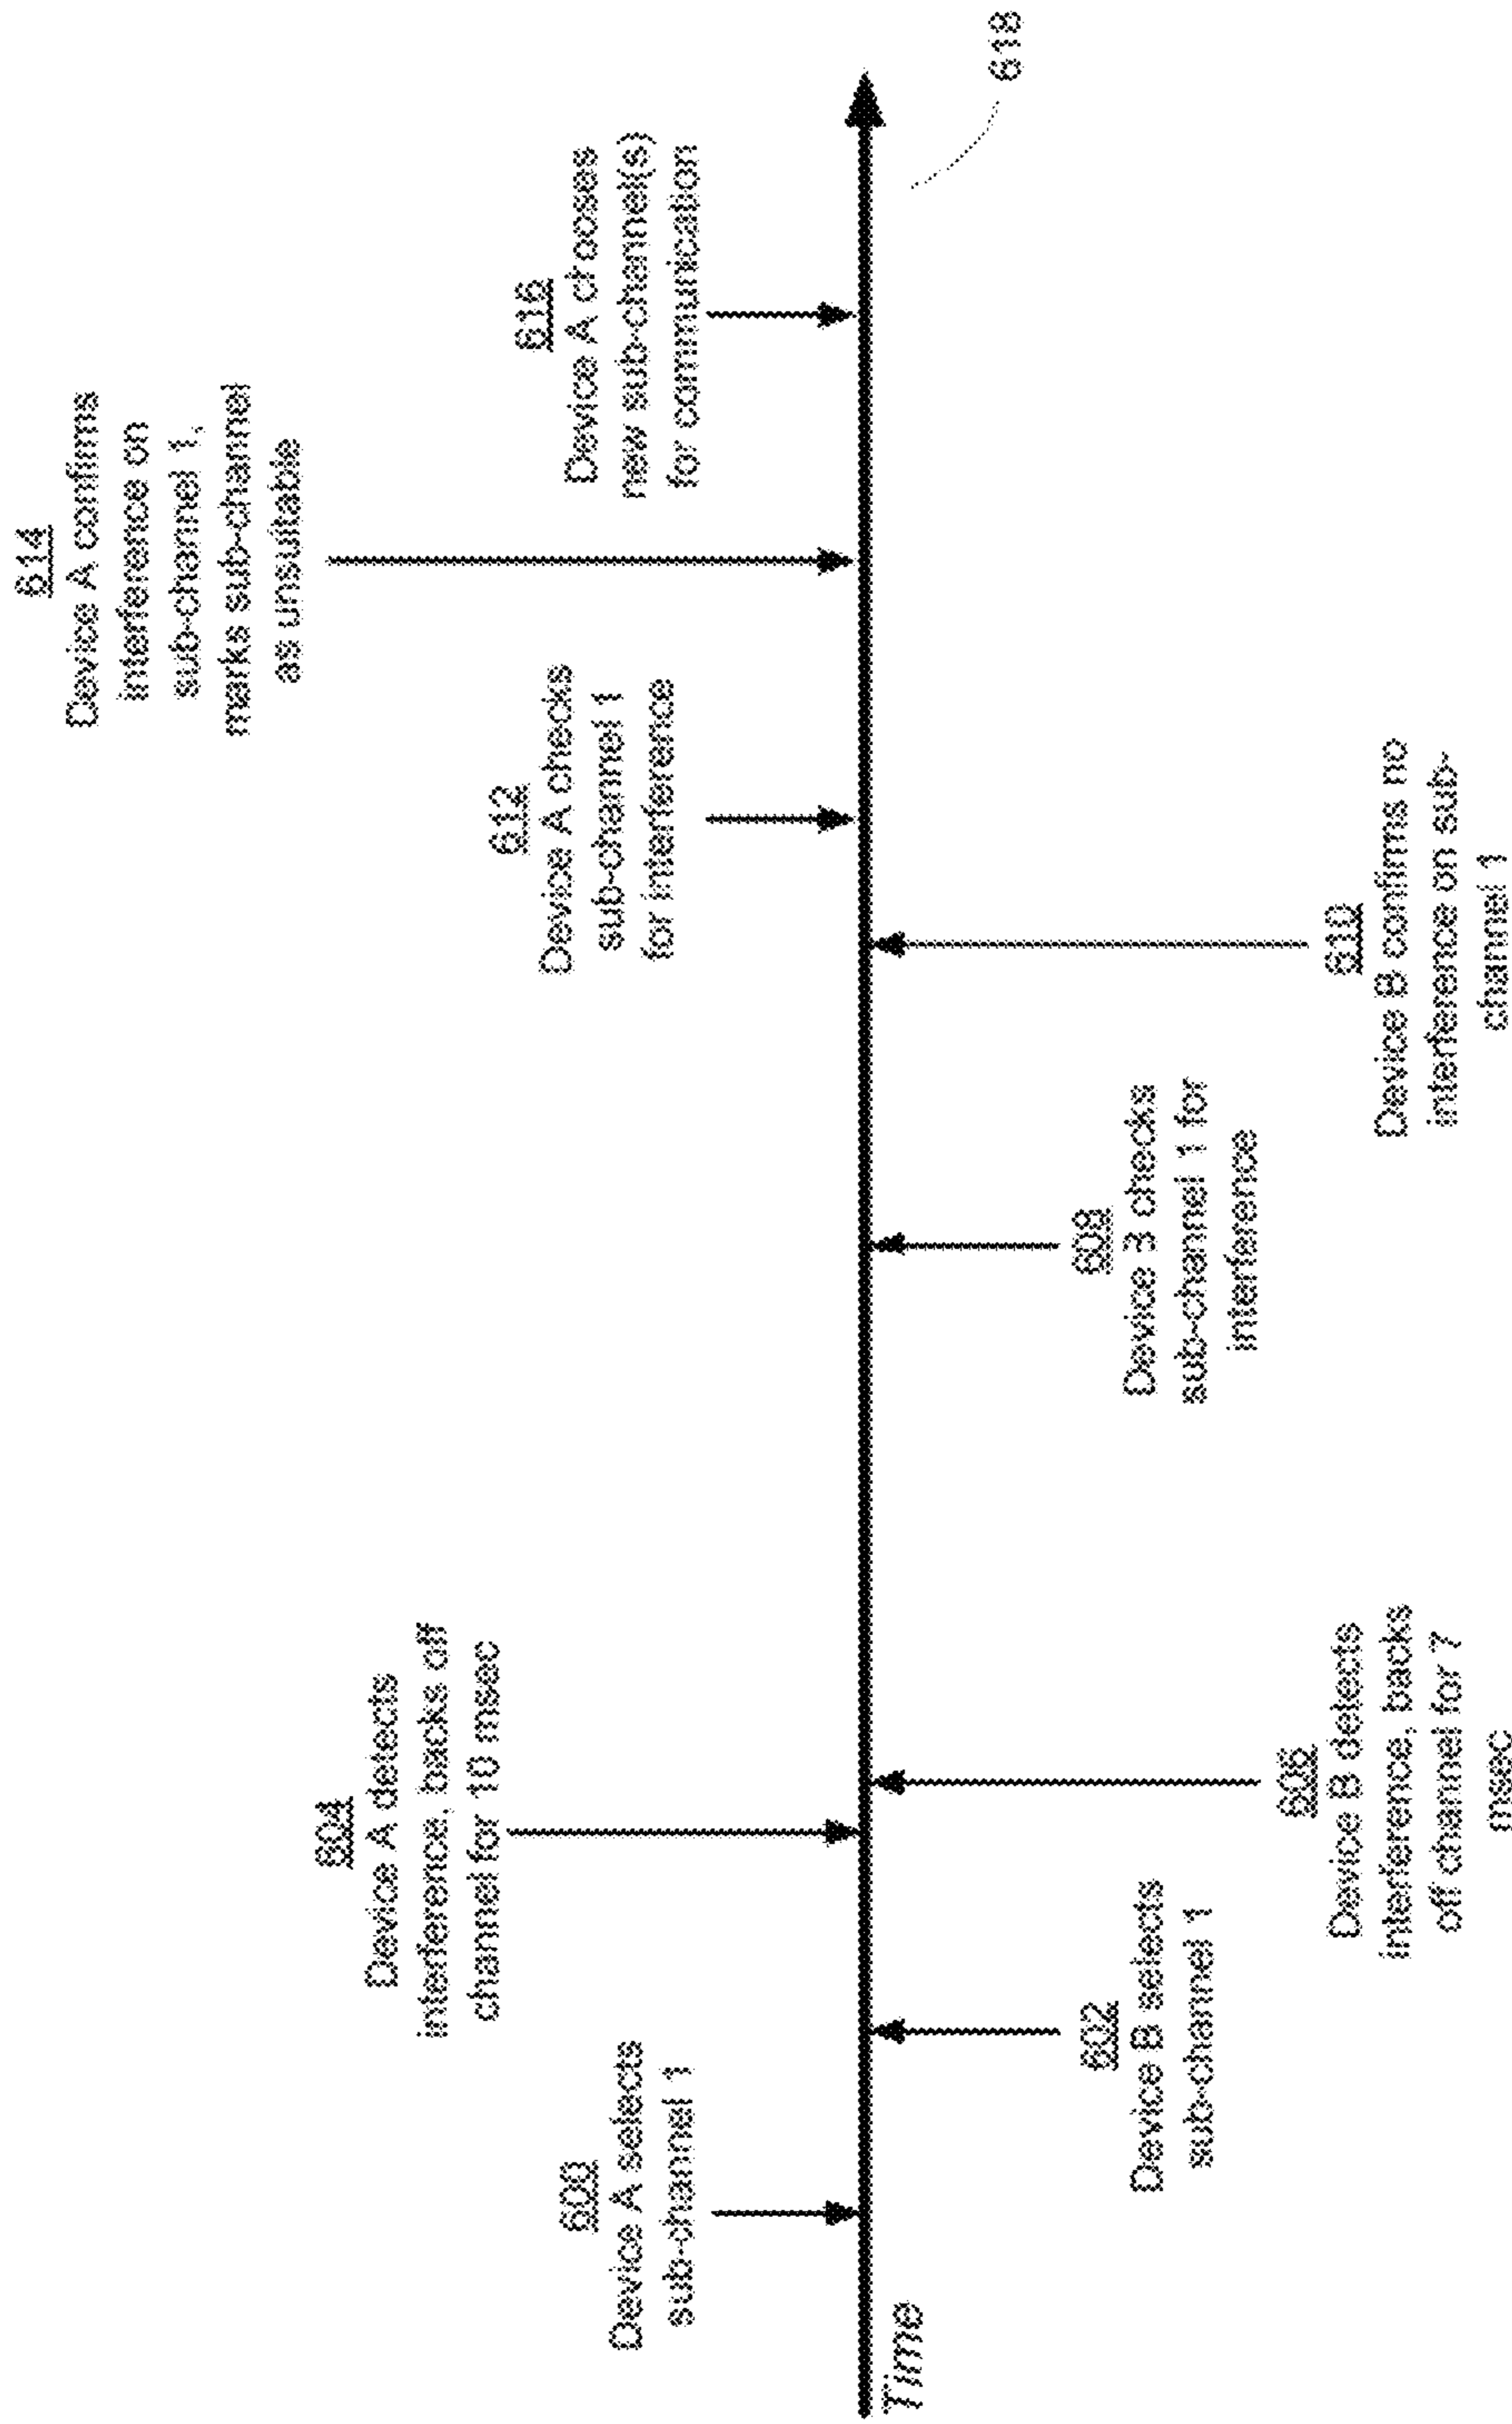 600
Device A selects
sub-channel 1
602
Device B selects
sub-channel 1
604
Device A detects
interference, backs off
channel for 10 msec
606
Device B detects
interference, backs
off channel for 7
msec
608
Device B checks
sub-channel 1 for
interference
610
Device B confirms no
interference on sub-
channel 1
612
Device A checks
sub-channel 1
for interference
614
Device A confirms
interference on
sub-channel 1,
marks sub-channel
as unsuitable
616
Device A chooses
new sub-channel(s)
for communication
618
Time